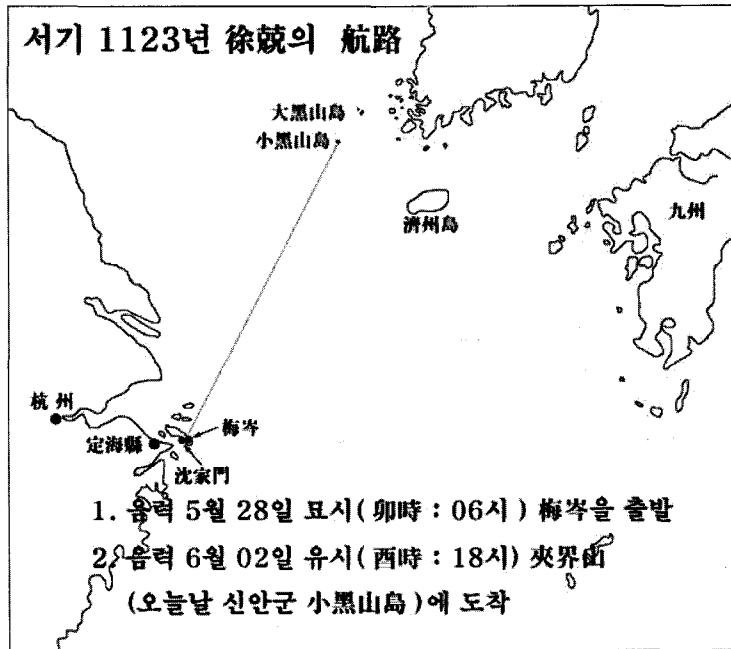 서기 1123년 徐兢의 航路
大黑山島
小黑山島
濟州島
九州
杭州
梅岑
定海縣
沈家門
1. 음력 5월 28일 묘시(卯時 : 06시) 梅岑을 출발
2. 음력 6월 02일 유시(酉時 : 18시) 夾界山
(오늘날 신안군 小黑山島)에 도착